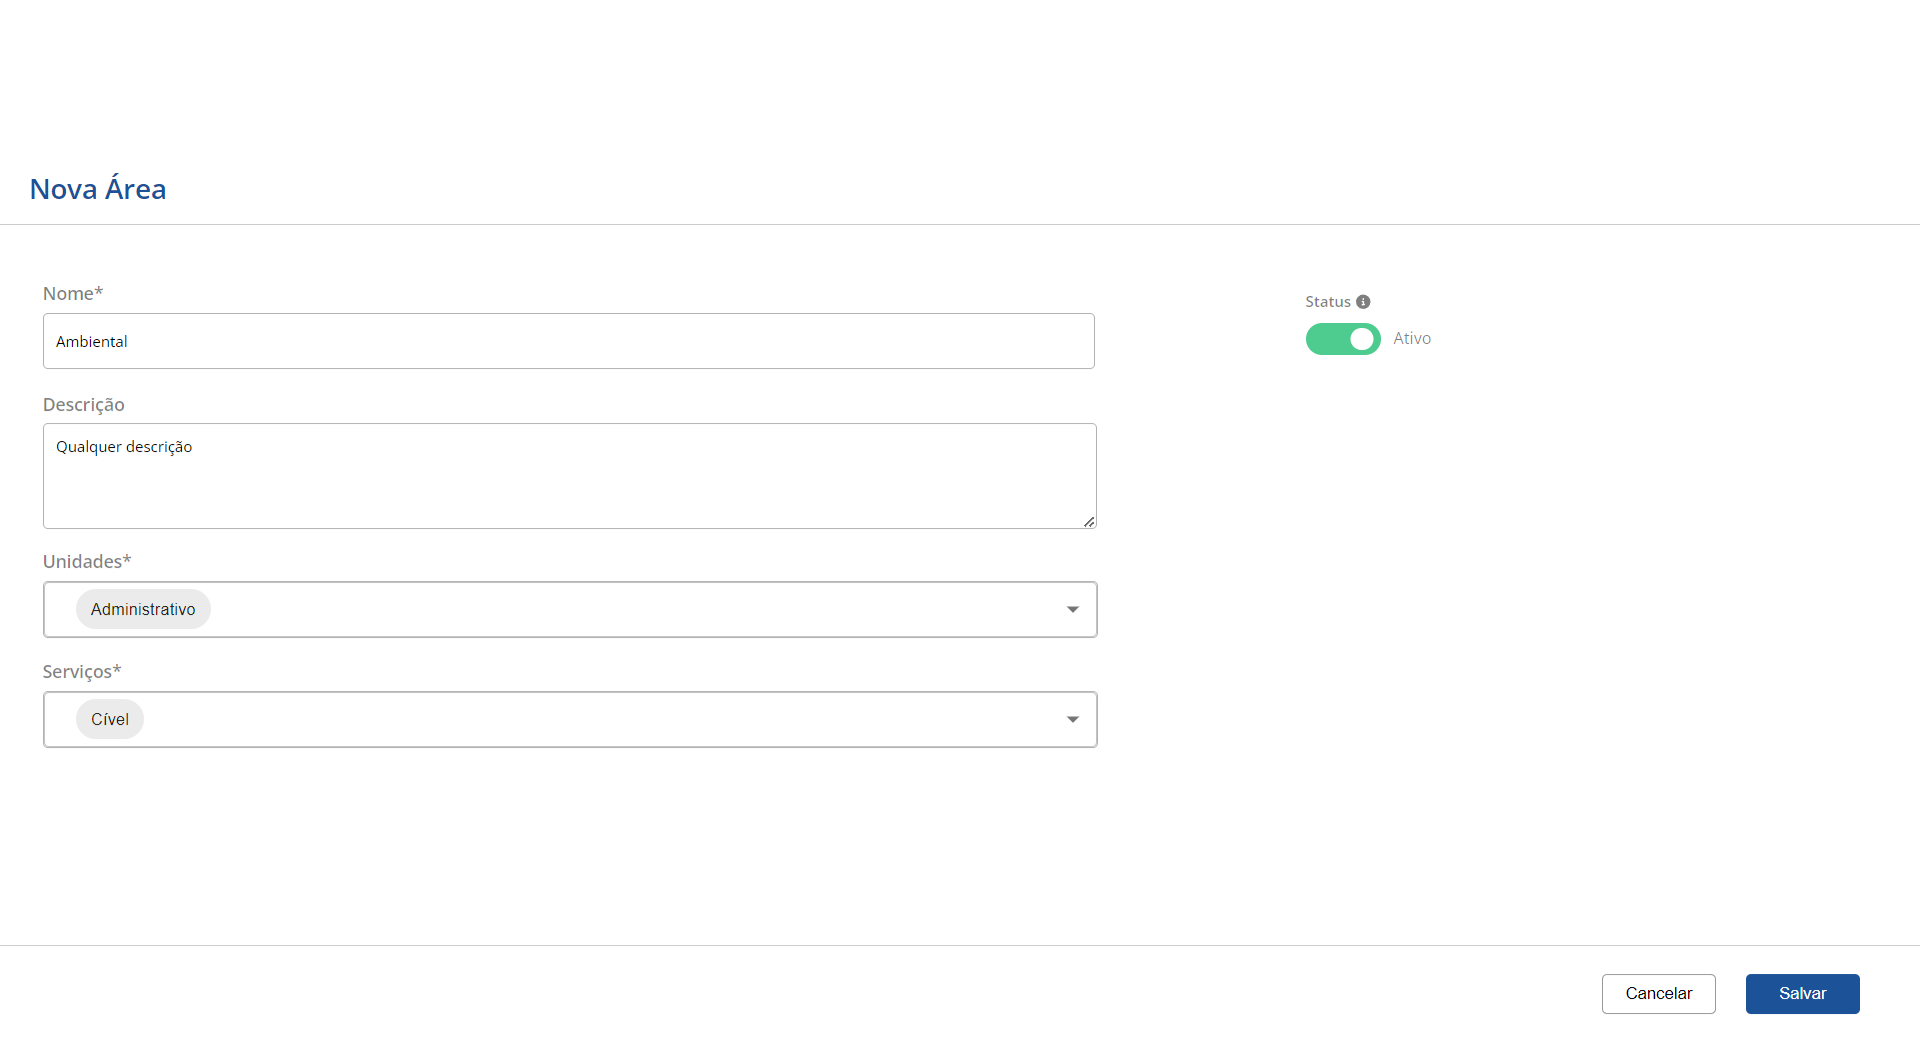 Nova Área
Nome*
Ambiental
Status
Ativo
Descrição
Qualquer descrição
Unidades*
Administrativo
Serviços*
Cível
Cancelar
Salvar